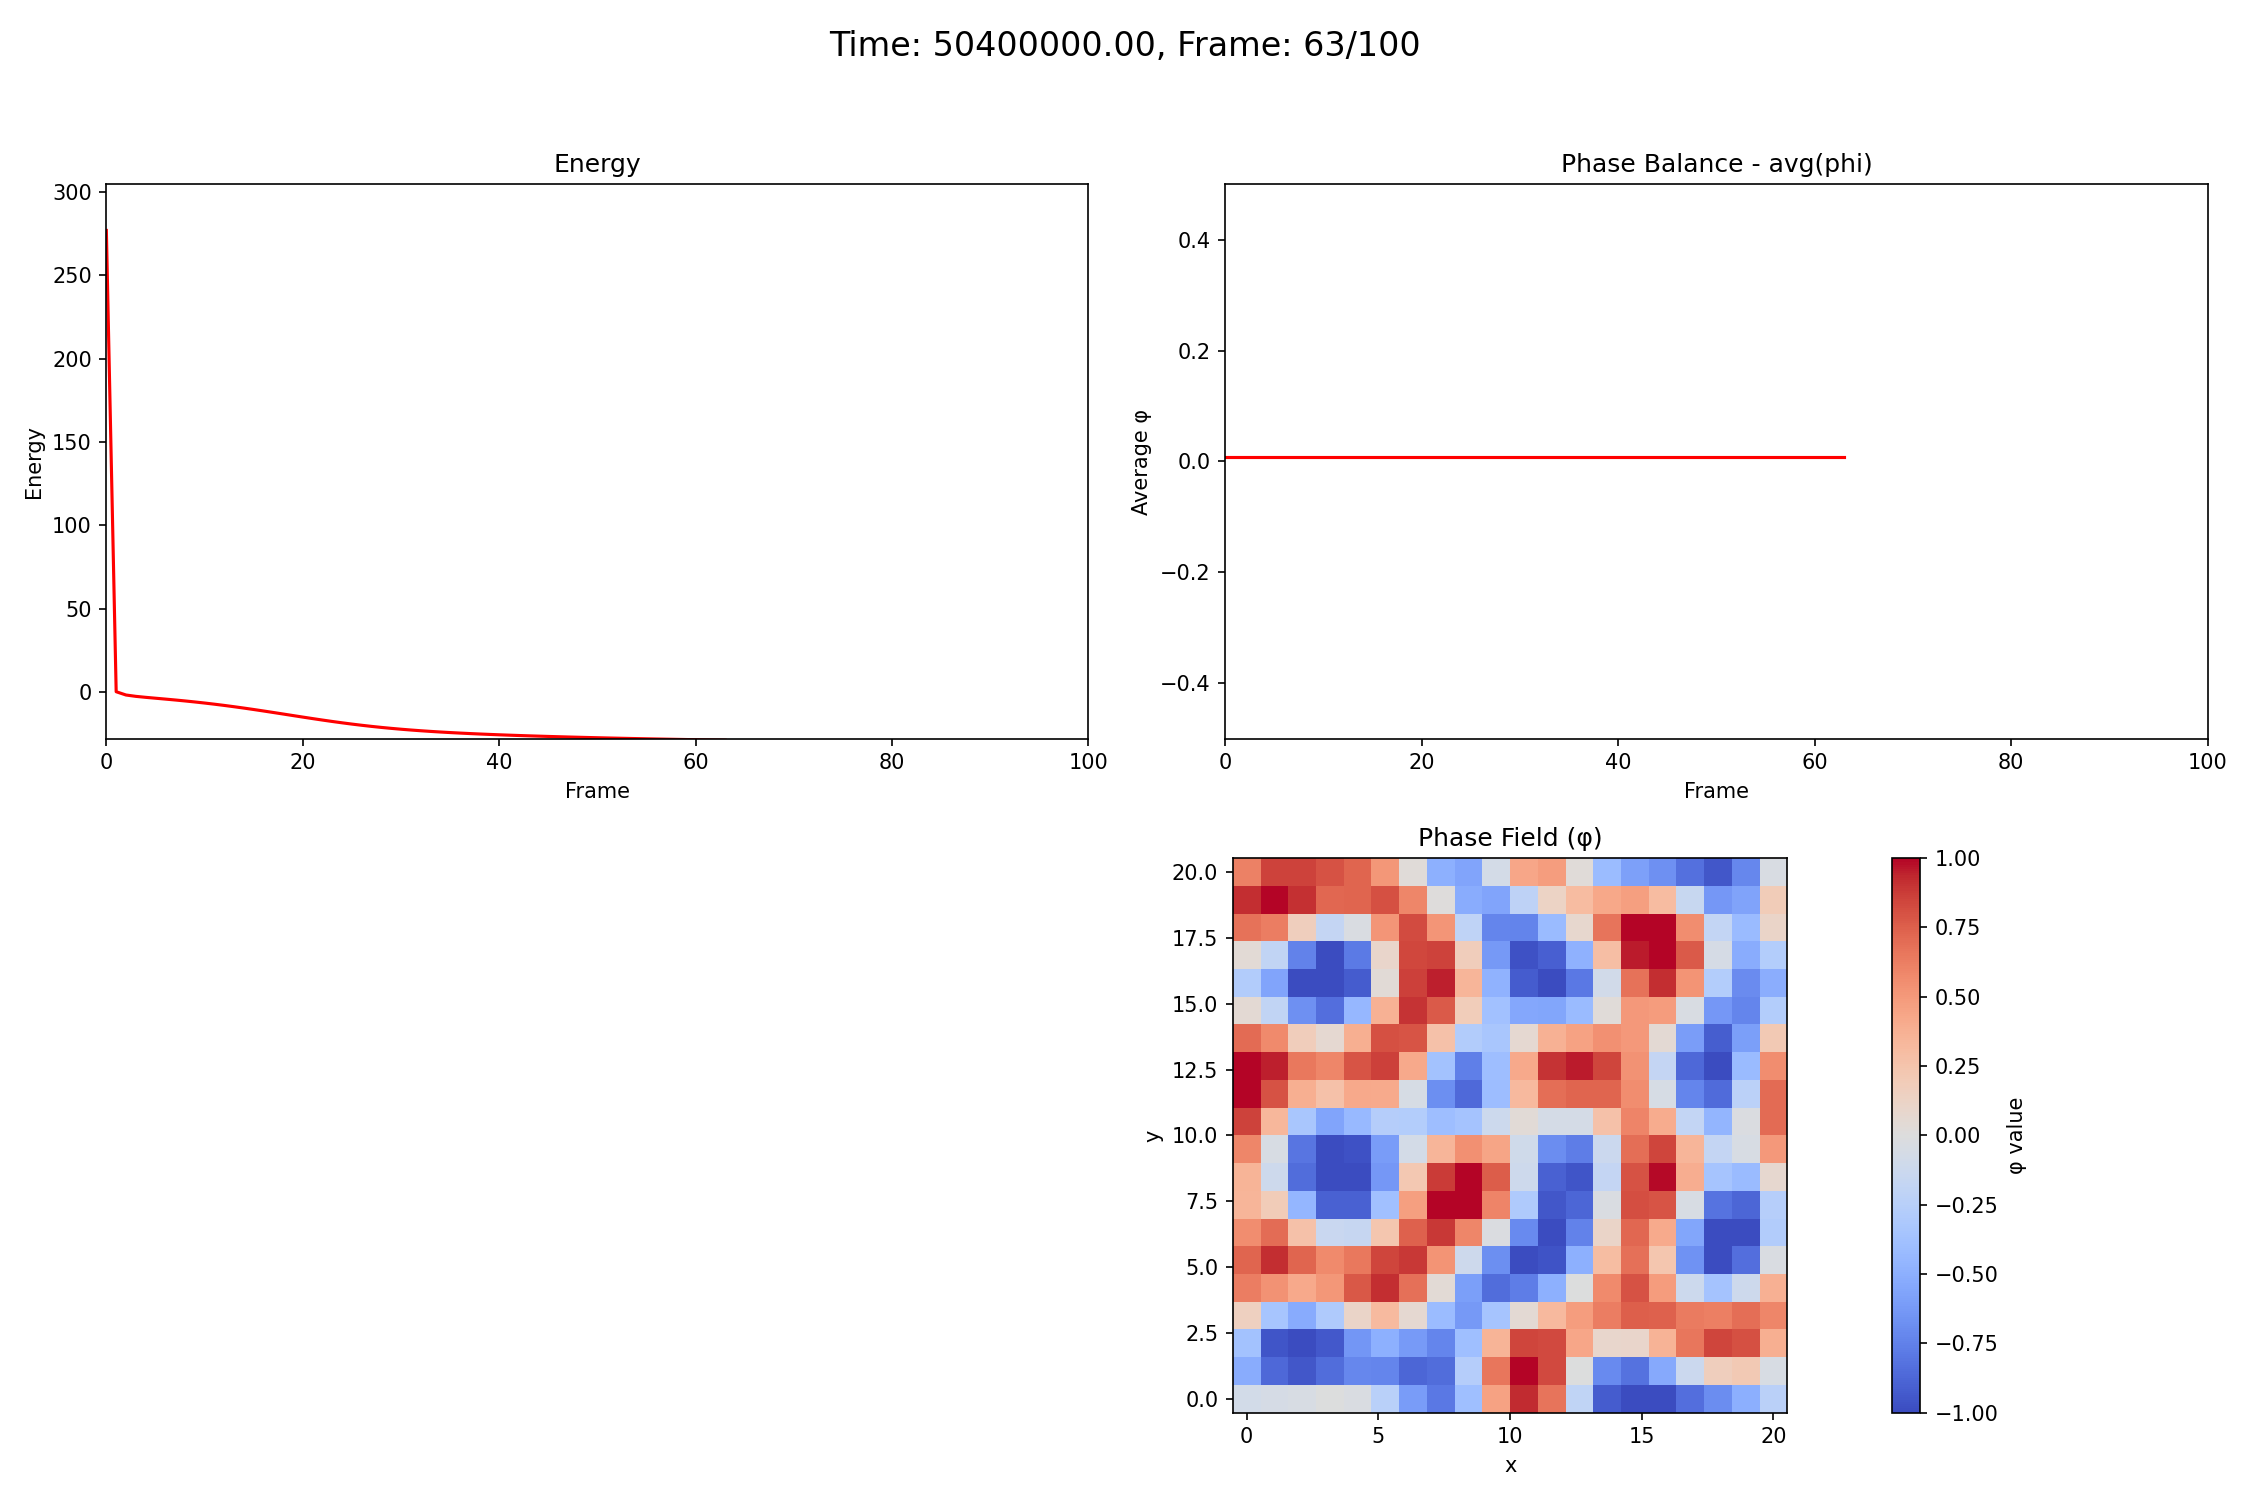 Time: 50400000.00, Frame: 63/100
Energy
300
250
200
150
100
50
0
Energy
0 20 40 60 80 100
Frame
Phase Balance - avg(phi)
0.4
0.2
0.0
−0.2
−0.4
Average φ
0 20 40 60 80 100
Frame
Phase Field (φ)
20.0
17.5
15.0
12.5
10.0
7.5
5.0
2.5
0.0
y
0 5 10 15 20
x
1.00
0.75
0.50
0.25
0.00
−0.25
−0.50
−0.75
−1.00
φ value